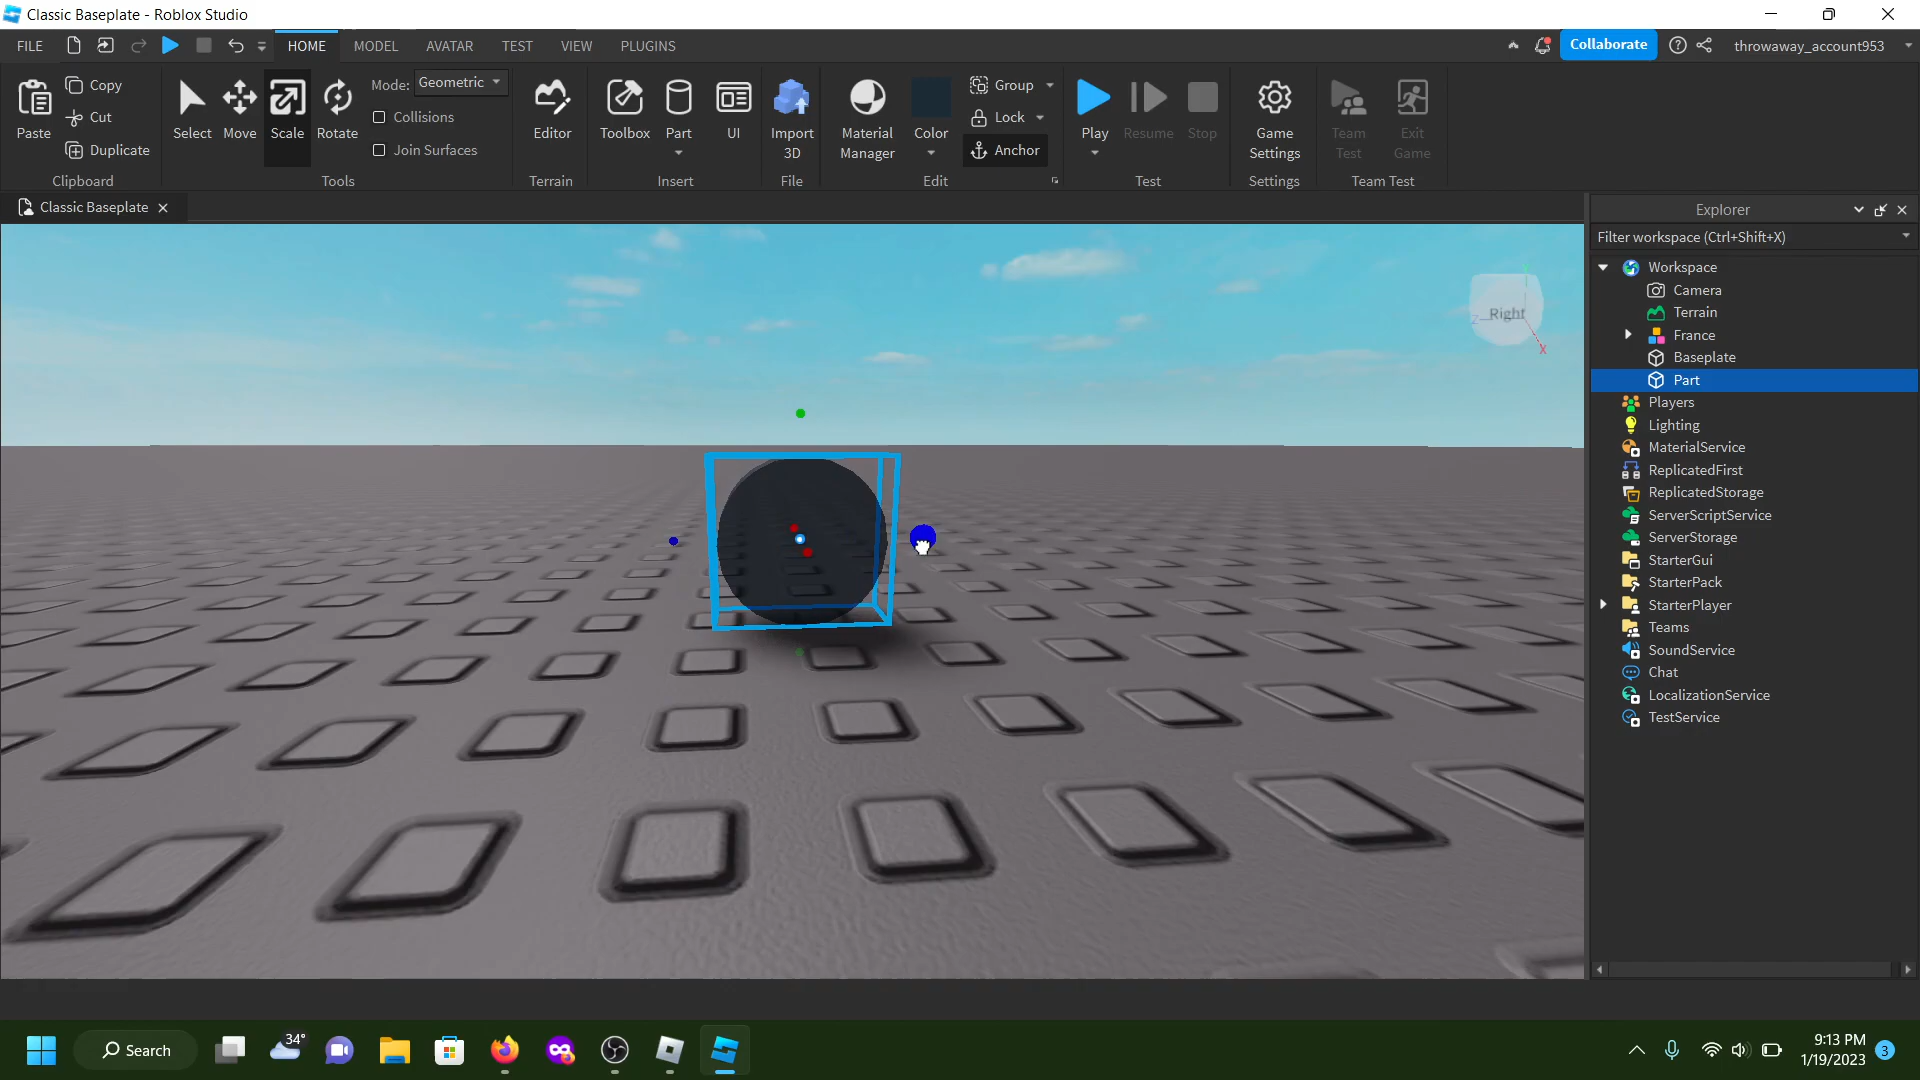 Classic Baseplate - Roblox Studio
FILE
HOME
MODEL
AVATAR
TEST
VIEW
PLUGINS
Collaborate
throwaway_account953
Paste
Copy
Cut
Duplicate
Clipboard
Select
Move
Scale
Rotate
Mode:
Geometric
Collisions
Join Surfaces
Tools
Editor
Terrain
Toolbox
Part
UI
Insert
Import
3D
File
Material
Manager
Color
Group
Lock
Anchor
Edit
Play
Resume
Stop
Test
Game
Settings
Settings
Team
Test
Exit
Game
Team Test
Classic Baseplate
Right
Z
X
Explorer
Filter workspace (Ctrl+Shift+X)
Workspace
Camera
Terrain
France
Baseplate
Part
Players
Lighting
MaterialService
ReplicatedFirst
ReplicatedStorage
ServerScriptService
ServerStorage
StarterGui
StarterPack
StarterPlayer
Teams
SoundService
Chat
LocalizationService
TestService
Search
34°
9:13 PM
1/19/2023
3